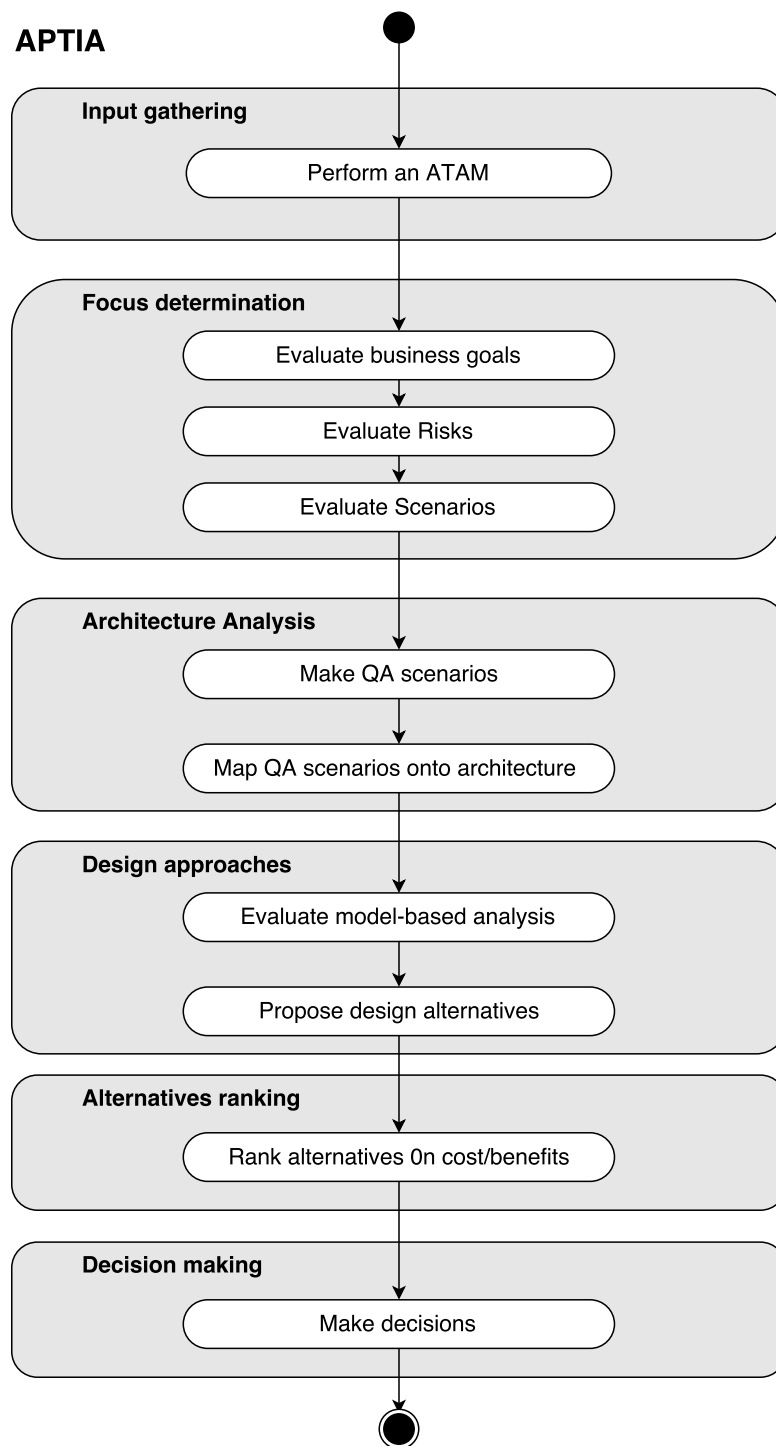 APTIA
Input gathering
Perform an ATAM
Focus determination
Evaluate business goals
Evaluate Risks
Evaluate Scenarios
Architecture Analysis
Make QA scenarios
Map QA scenarios onto architecture
Design approaches
Evaluate model-based analysis
Propose design alternatives
Alternatives ranking
Rank alternatives 0n cost/benefits
Decision making
Make decisions